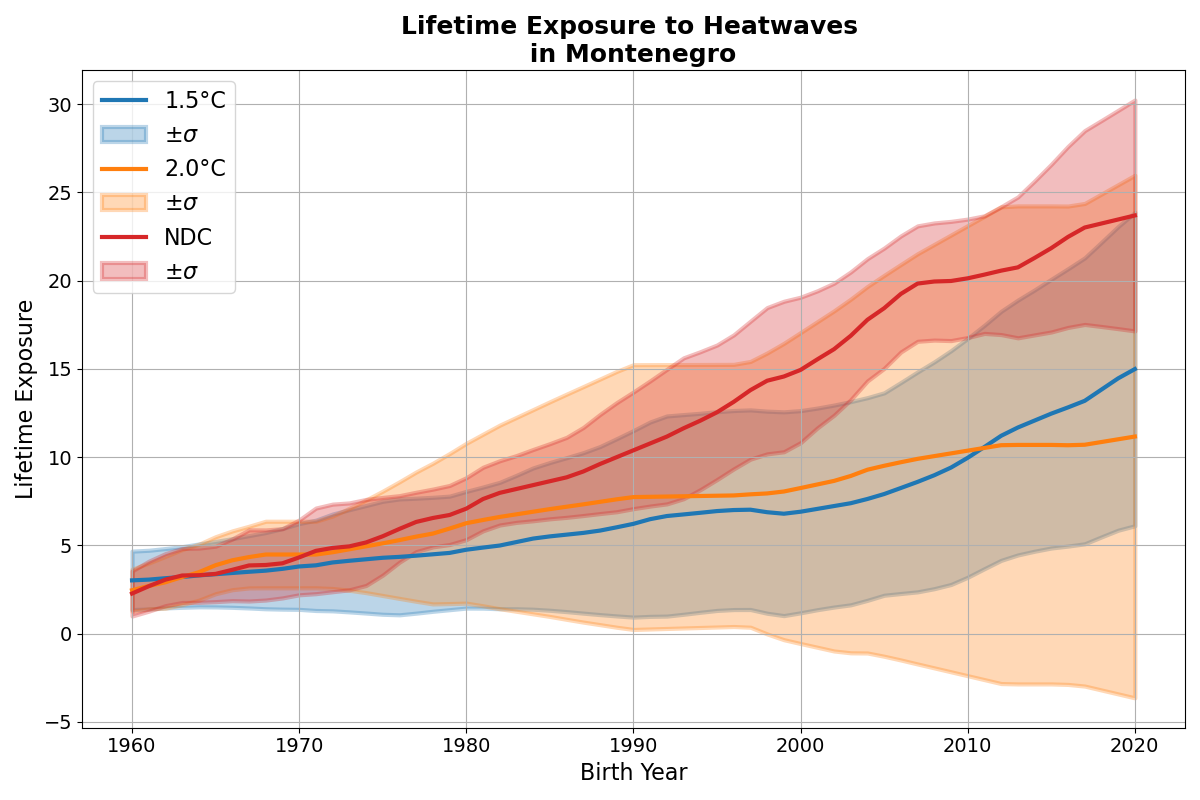 Lifetime Exposure to Heatwaves
in Montenegro
1.5°C
±σ
2.0°C
±σ
NDC
±σ
Lifetime Exposure
30
25
20
15
10
5
0
−5
1960
1970
1980
1990
2000
2010
2020
Birth Year